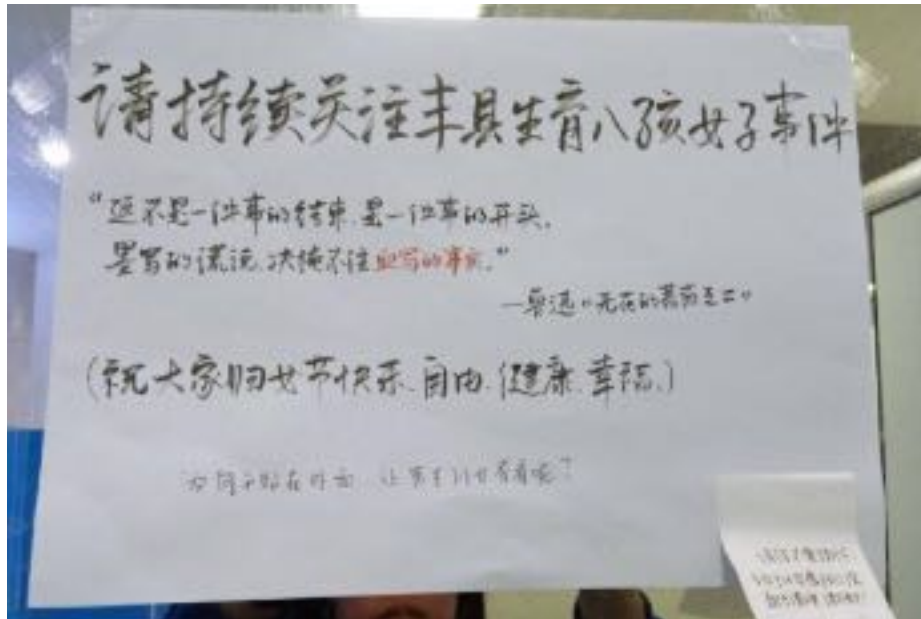 请持续关注丰县生育八孩女子事件
“这不是一件事的结束,是一件事的开头。
墨写的谎说,决掩不住血写的事实。”
—鲁迅《无花的蔷薇之二》
(祝大家妇女节快乐、自由、健康、幸福。)
为何不贴在外面